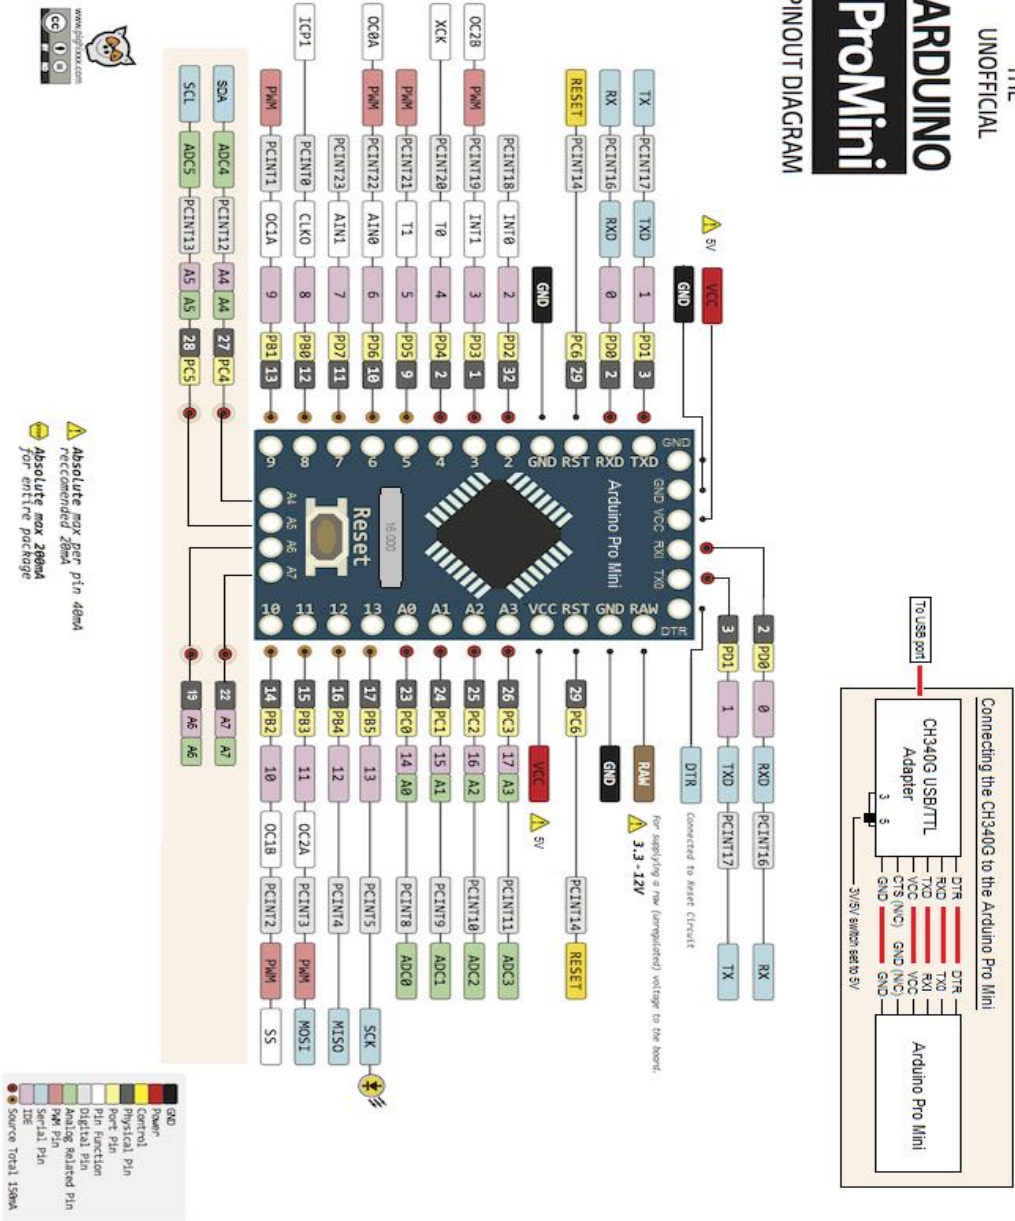 THE
UNOFFICIAL
ARDUINO
ProMini
PINOUT DIAGRAM
www.pighixxx.com
cc
BY ND
5V
VCC
GND
TX PCINT17 TXD 1 PD1 3
RX PCINT16 RXD 0 PD0 2
RESET PCINT14 PC6 29
GND
PCINT18 INT0 2 PD2 32
OC2B PWM PCINT19 INT1 3 PD3 1
XCK PCINT20 T0 4 PD4 2
PWM PCINT21 T1 5 PD5 9
OC0A PWM PCINT22 AIN0 6 PD6 10
PCINT23 AIN1 7 PD7 11
ICP1 PCINT0 CLKO 8 PB0 12
PWM PCINT1 OC1A 9 PB1 13
SDA ADC4 PCINT12 A4 A4 27 PC4
SCL ADC5 PCINT13 A5 A5 28 PC5
9 8 7 6 5 4 3 2 GND RST RXD TXD
GND
GND VCC RXI TX0
DTR
Arduino Pro Mini
16.000
Reset
A4 A5 A6 A7
10 11 12 13 A0 A1 A2 A3 VCC RST GND RAW
2 PD0 0 RXD PCINT16 RX
3 PD1 1 TXD PCINT17 TX
DTR
Connected to Reset Circuit
RAW
For supplying a raw (unregulated) voltage to the board.
3.3 - 12V
GND
29 PC6 PCINT14 RESET
VCC
5V
26 PC3 17 A3 PCINT11 ADC3
25 PC2 16 A2 PCINT10 ADC2
24 PC1 15 A1 PCINT9 ADC1
23 PC0 14 A0 PCINT8 ADC0
17 PB5 13 PCINT5 SCK
16 PB4 12 PCINT4 MISO
15 PB3 11 OC2A PCINT3 PWM MOSI
14 PB2 10 OC1B PCINT2 PWM SS
22 A7 A7
19 A6 A6
Absolute max per pin 40mA
reccomended 20mA
Absolute max 200mA
for entire package
Connecting the CH340G to the Arduino Pro Mini
To USB port
CH340G USB/TTL
Adapter
3 5
3V/5V switch set to 5V
DTR DTR
RXD TX0
TXD RXI
VCC VCC
CTS (N/C) GND (N/C)
GND GND
Arduino Pro Mini
GND
Power
Control
Physical Pin
Port Pin
Pin Function
Digital Pin
Analog Related Pin
PWM Pin
Serial Pin
IDE
Source Total 150mA